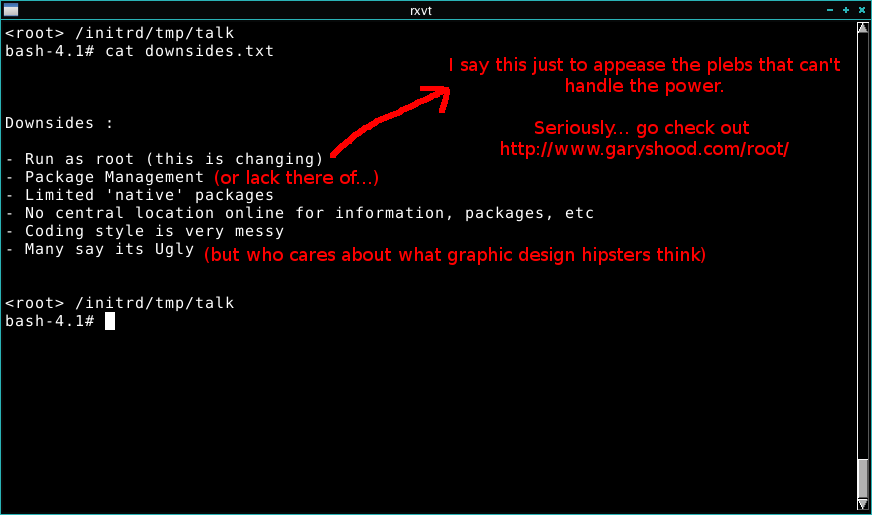 rxvt
<root> /initrd/tmp/talk
bash-4.1# cat downsides.txt
I say this just to appease the plebs that can't
handle the power.
Seriously... go check out
http://www.garyshood.com/root/
Downsides :
- Run as root (this is changing)
- Package Management (or lack there of...)
- Limited 'native' packages
- No central location online for information, packages, etc
- Coding style is very messy
- Many say its Ugly (but who cares about what graphic design hipsters think)
<root> /initrd/tmp/talk
bash-4.1#